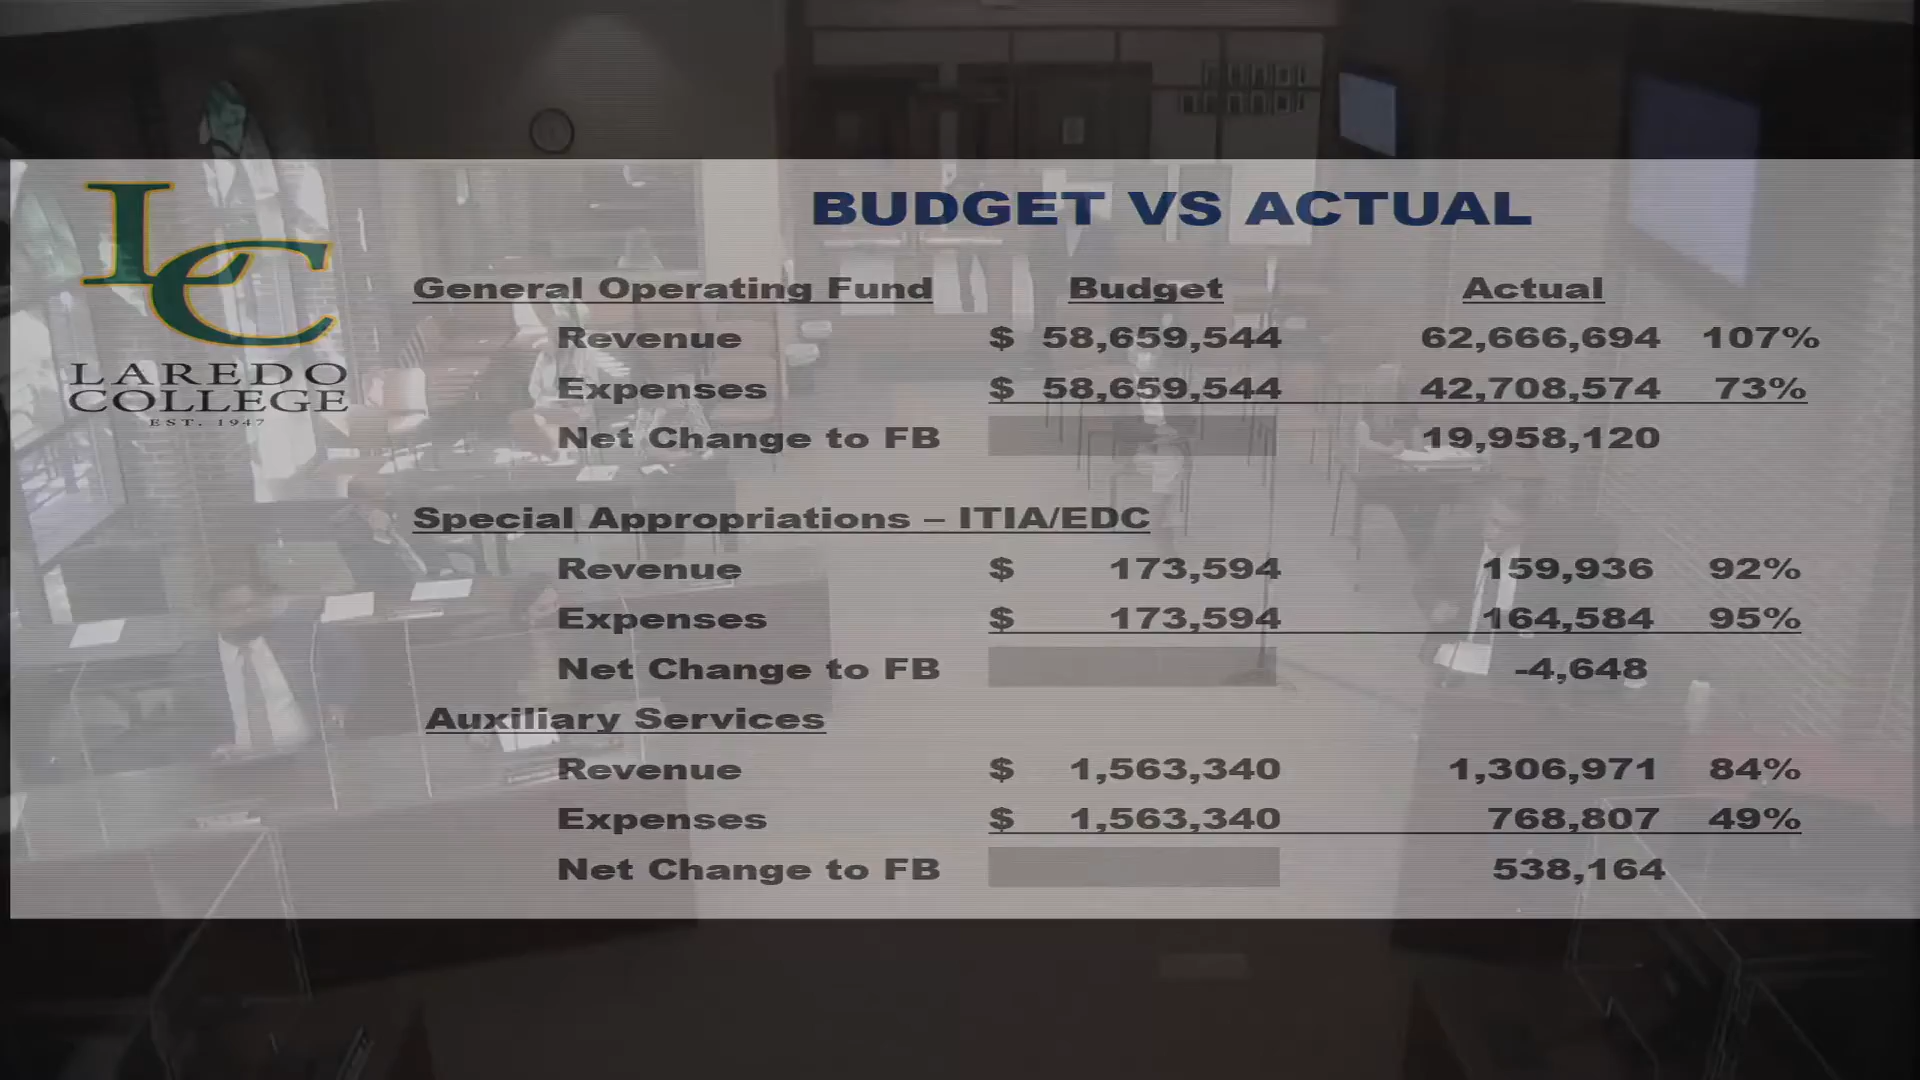 LC
LAREDO
COLLEGE
EST. 1947
BUDGET VS ACTUAL
General Operating Fund Budget Actual
Revenue $ 58,659,544 62,666,694 107%
Expenses $ 58,659,544 42,708,574 73%
Net Change to FB 19,958,120
Special Appropriations – ITIA/EDC
Revenue $ 173,594 159,936 92%
Expenses $ 173,594 164,584 95%
Net Change to FB -4,648
Auxiliary Services
Revenue $ 1,563,340 1,306,971 84%
Expenses $ 1,563,340 768,807 49%
Net Change to FB 538,164